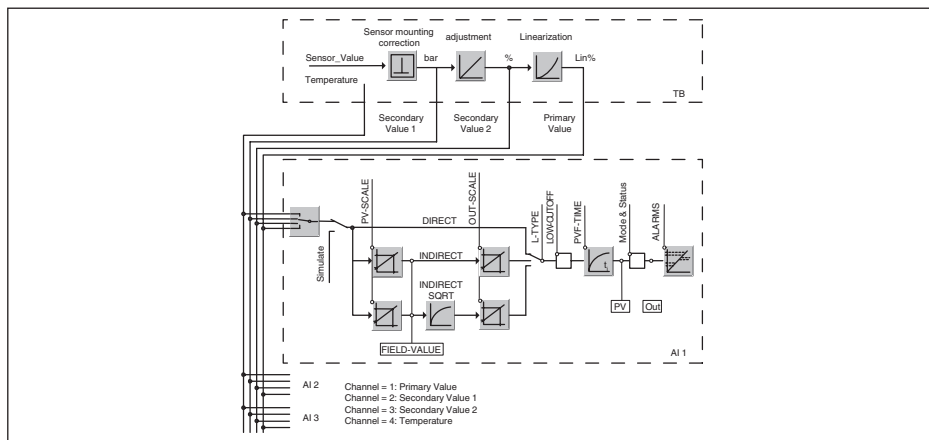 Sensor mounting
correction
adjustment
Linearization
Sensor_Value
bar
%
Lin%
Temperature
TB
Secondary
Value 1
Secondary
Value 2
Primary
Value
PV-SCALE
OUT-SCALE
L-TYPE
LOW-CUTOFF
PVF-TIME
Mode & Status
ALARMS
DIRECT
Simulate
INDIRECT
INDIRECT
SQRT
t
PV
Out
FIELD-VALUE
AI 1
AI 2
Channel = 1: Primary Value
Channel = 2: Secondary Value 1
AI 3
Channel = 3: Secondary Value 2
Channel = 4: Temperature